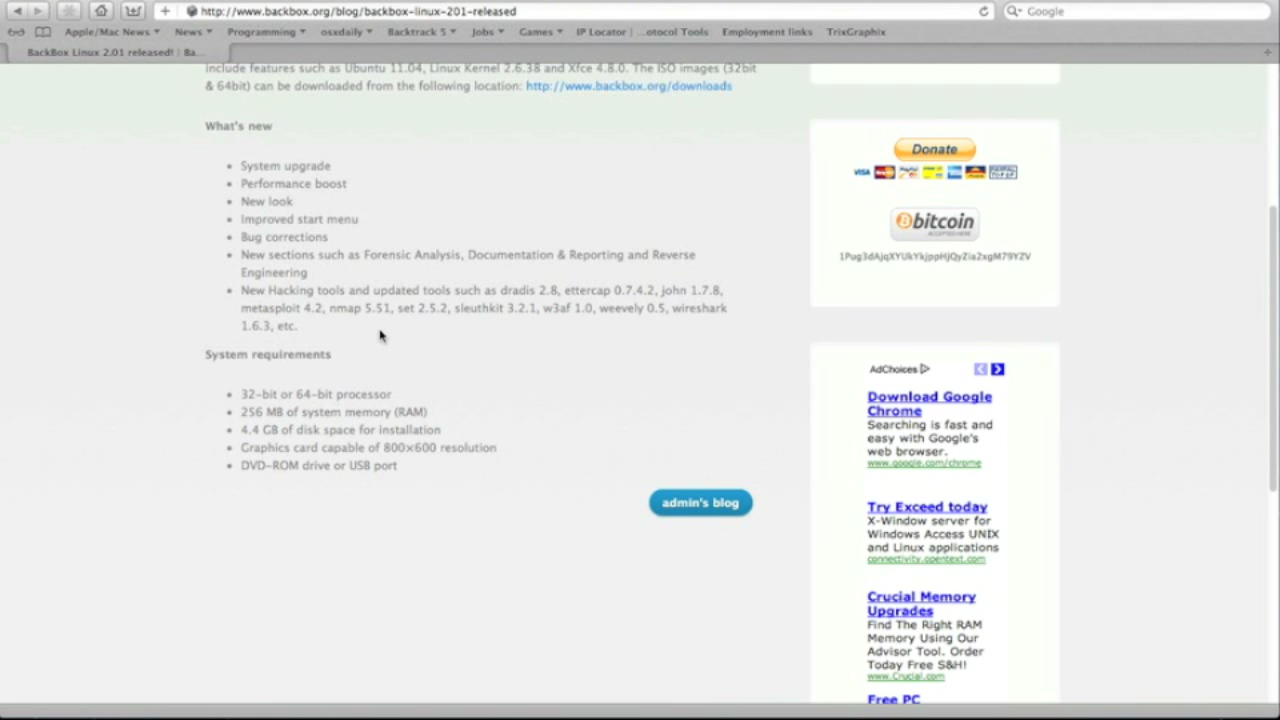 http://www.backbox.org/blog/backbox-linux-201-released
Google
Apple/Mac News News Programming osxdaily Backtrack 5 Jobs Games IP Locator | ...otocol Tools Employment links TrixGraphix
BackBox Linux 2.01 released! | Ba...
include features such as Ubuntu 11.04, Linux Kernel 2.6.38 and Xfce 4.8.0. The ISO images (32bit
& 64bit) can be downloaded from the following location: http://www.backbox.org/downloads
What's new
System upgrade
Performance boost
New look
Improved start menu
Bug corrections
New sections such as Forensic Analysis, Documentation & Reporting and Reverse
Engineering
New Hacking tools and updated tools such as dradis 2.8, ettercap 0.7.4.2, john 1.7.8,
metasploit 4.2, nmap 5.51, set 2.5.2, sleuthkit 3.2.1, w3af 1.0, weevely 0.5, wireshark
1.6.3, etc.
System requirements
32-bit or 64-bit processor
256 MB of system memory (RAM)
4.4 GB of disk space for installation
Graphics card capable of 800×600 resolution
DVD-ROM drive or USB port
admin's blog
Donate
VISA
bitcoin
ACCEPTED HERE
AdChoices
Download Google
Chrome
Searching is fast and
easy with Google's
web browser.
www.google.com/chrome
Try Exceed today
X-Window server for
Windows Access UNIX
and Linux applications
connectivity.opentext.com
Crucial Memory
Upgrades
Find The Right RAM
Memory Using Our
Advisor Tool. Order
Today Free S&H!
www.Crucial.com
Free PC